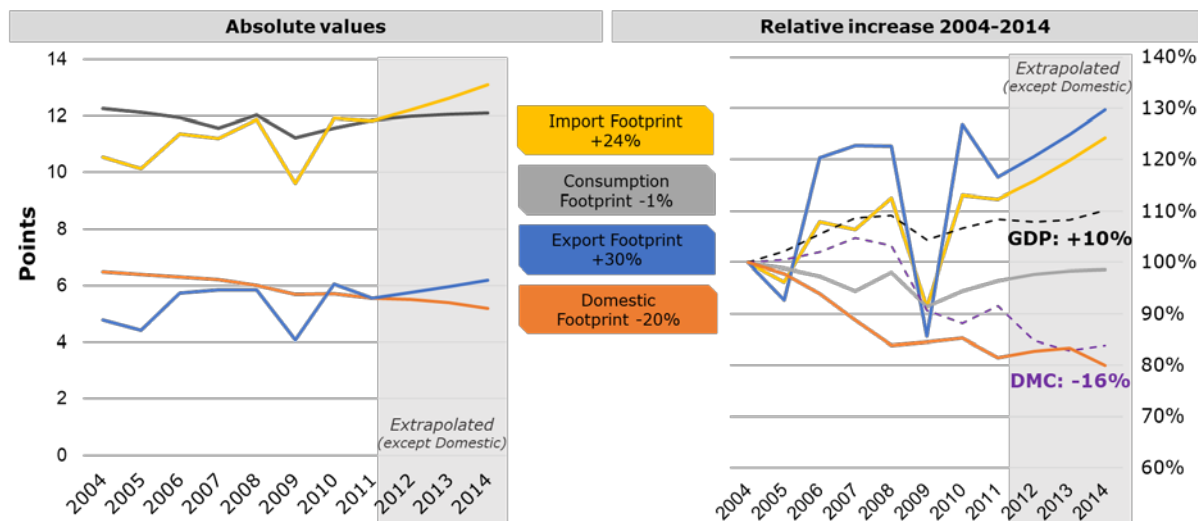 Absolute values
Relative increase 2004-2014
14
12
10
8
6
4
2
0
Points
Extrapolated
(except Domestic)
2004
2005
2006
2007
2008
2009
2010
2011
2012
2013
2014
Import Footprint
+24%
Consumption
Footprint -1%
Export Footprint
+30%
Domestic
Footprint -20%
Extrapolated
(except Domestic)
140%
130%
120%
110%
100%
90%
80%
70%
60%
GDP: +10%
DMC: -16%
2004
2005
2006
2007
2008
2009
2010
2011
2012
2013
2014